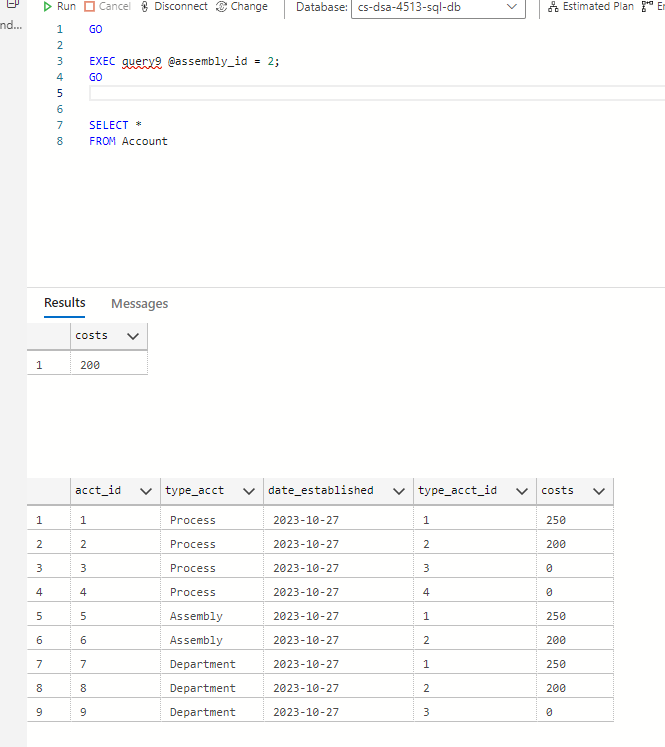 Run Cancel Disconnect Change Database: cs-dsa-4513-sql-db Estimated Plan
nd...
1 GO
2
3 EXEC query9 @assembly_id = 2;
4 GO
5
6
7 SELECT *
8 FROM Account
Results Messages
costs
1 200
acct_id type_acct date_established type_acct_id costs
1 1 Process 2023-10-27 1 250
2 2 Process 2023-10-27 2 200
3 3 Process 2023-10-27 3 0
4 4 Process 2023-10-27 4 0
5 5 Assembly 2023-10-27 1 250
6 6 Assembly 2023-10-27 2 200
7 7 Department 2023-10-27 1 250
8 8 Department 2023-10-27 2 200
9 9 Department 2023-10-27 3 0